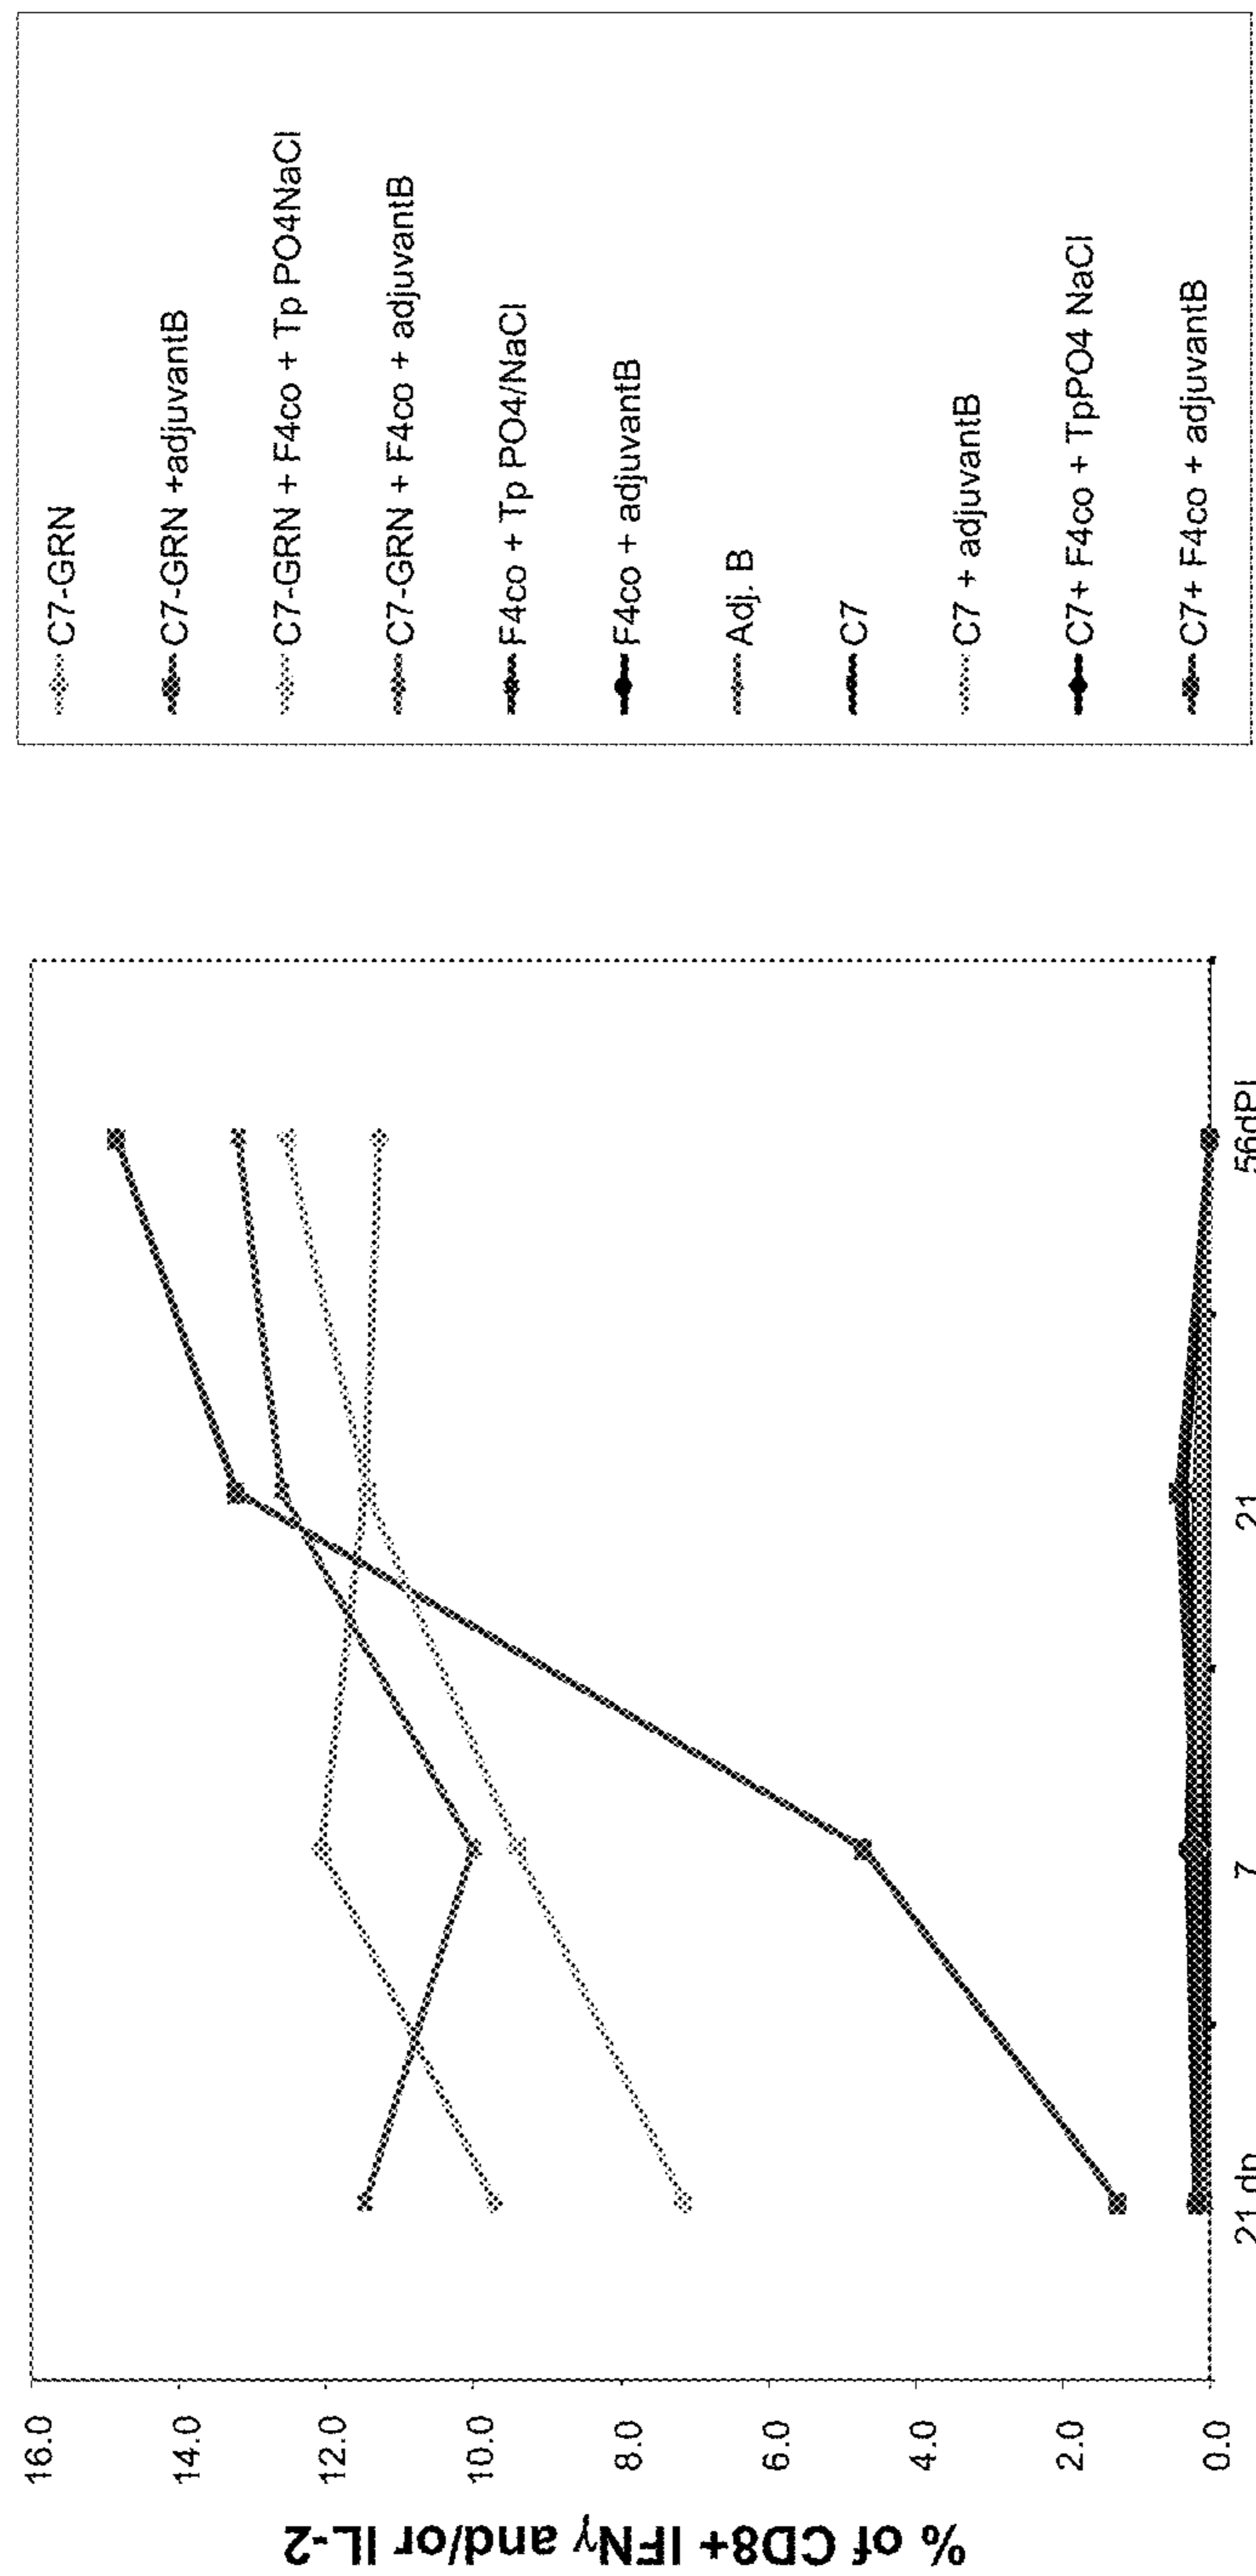 % of CD8+ IFNγ and/or IL-2
16.0
14.0
12.0
10.0
8.0
6.0
4.0
2.0
0.0
21 dp
7
21
56dPI
C7-GRN
C7-GRN +adjuvantB
C7-GRN + F4co + Tp PO4NaCl
C7-GRN + F4co + adjuvantB
F4co + Tp PO4/NaCl
F4co + adjuvantB
Adj. B
C7
C7 + adjuvantB
C7+ F4co + TpPO4 NaCl
C7+ F4co + adjuvantB